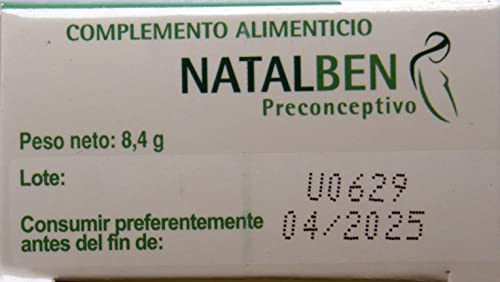 COMPLEMENTO ALIMENTICIO
NATALBEN
Preconceptivo
Peso neto: 8,4 g
Lote: U0629
Consumir preferentemente 04/2025
antes del fin de: